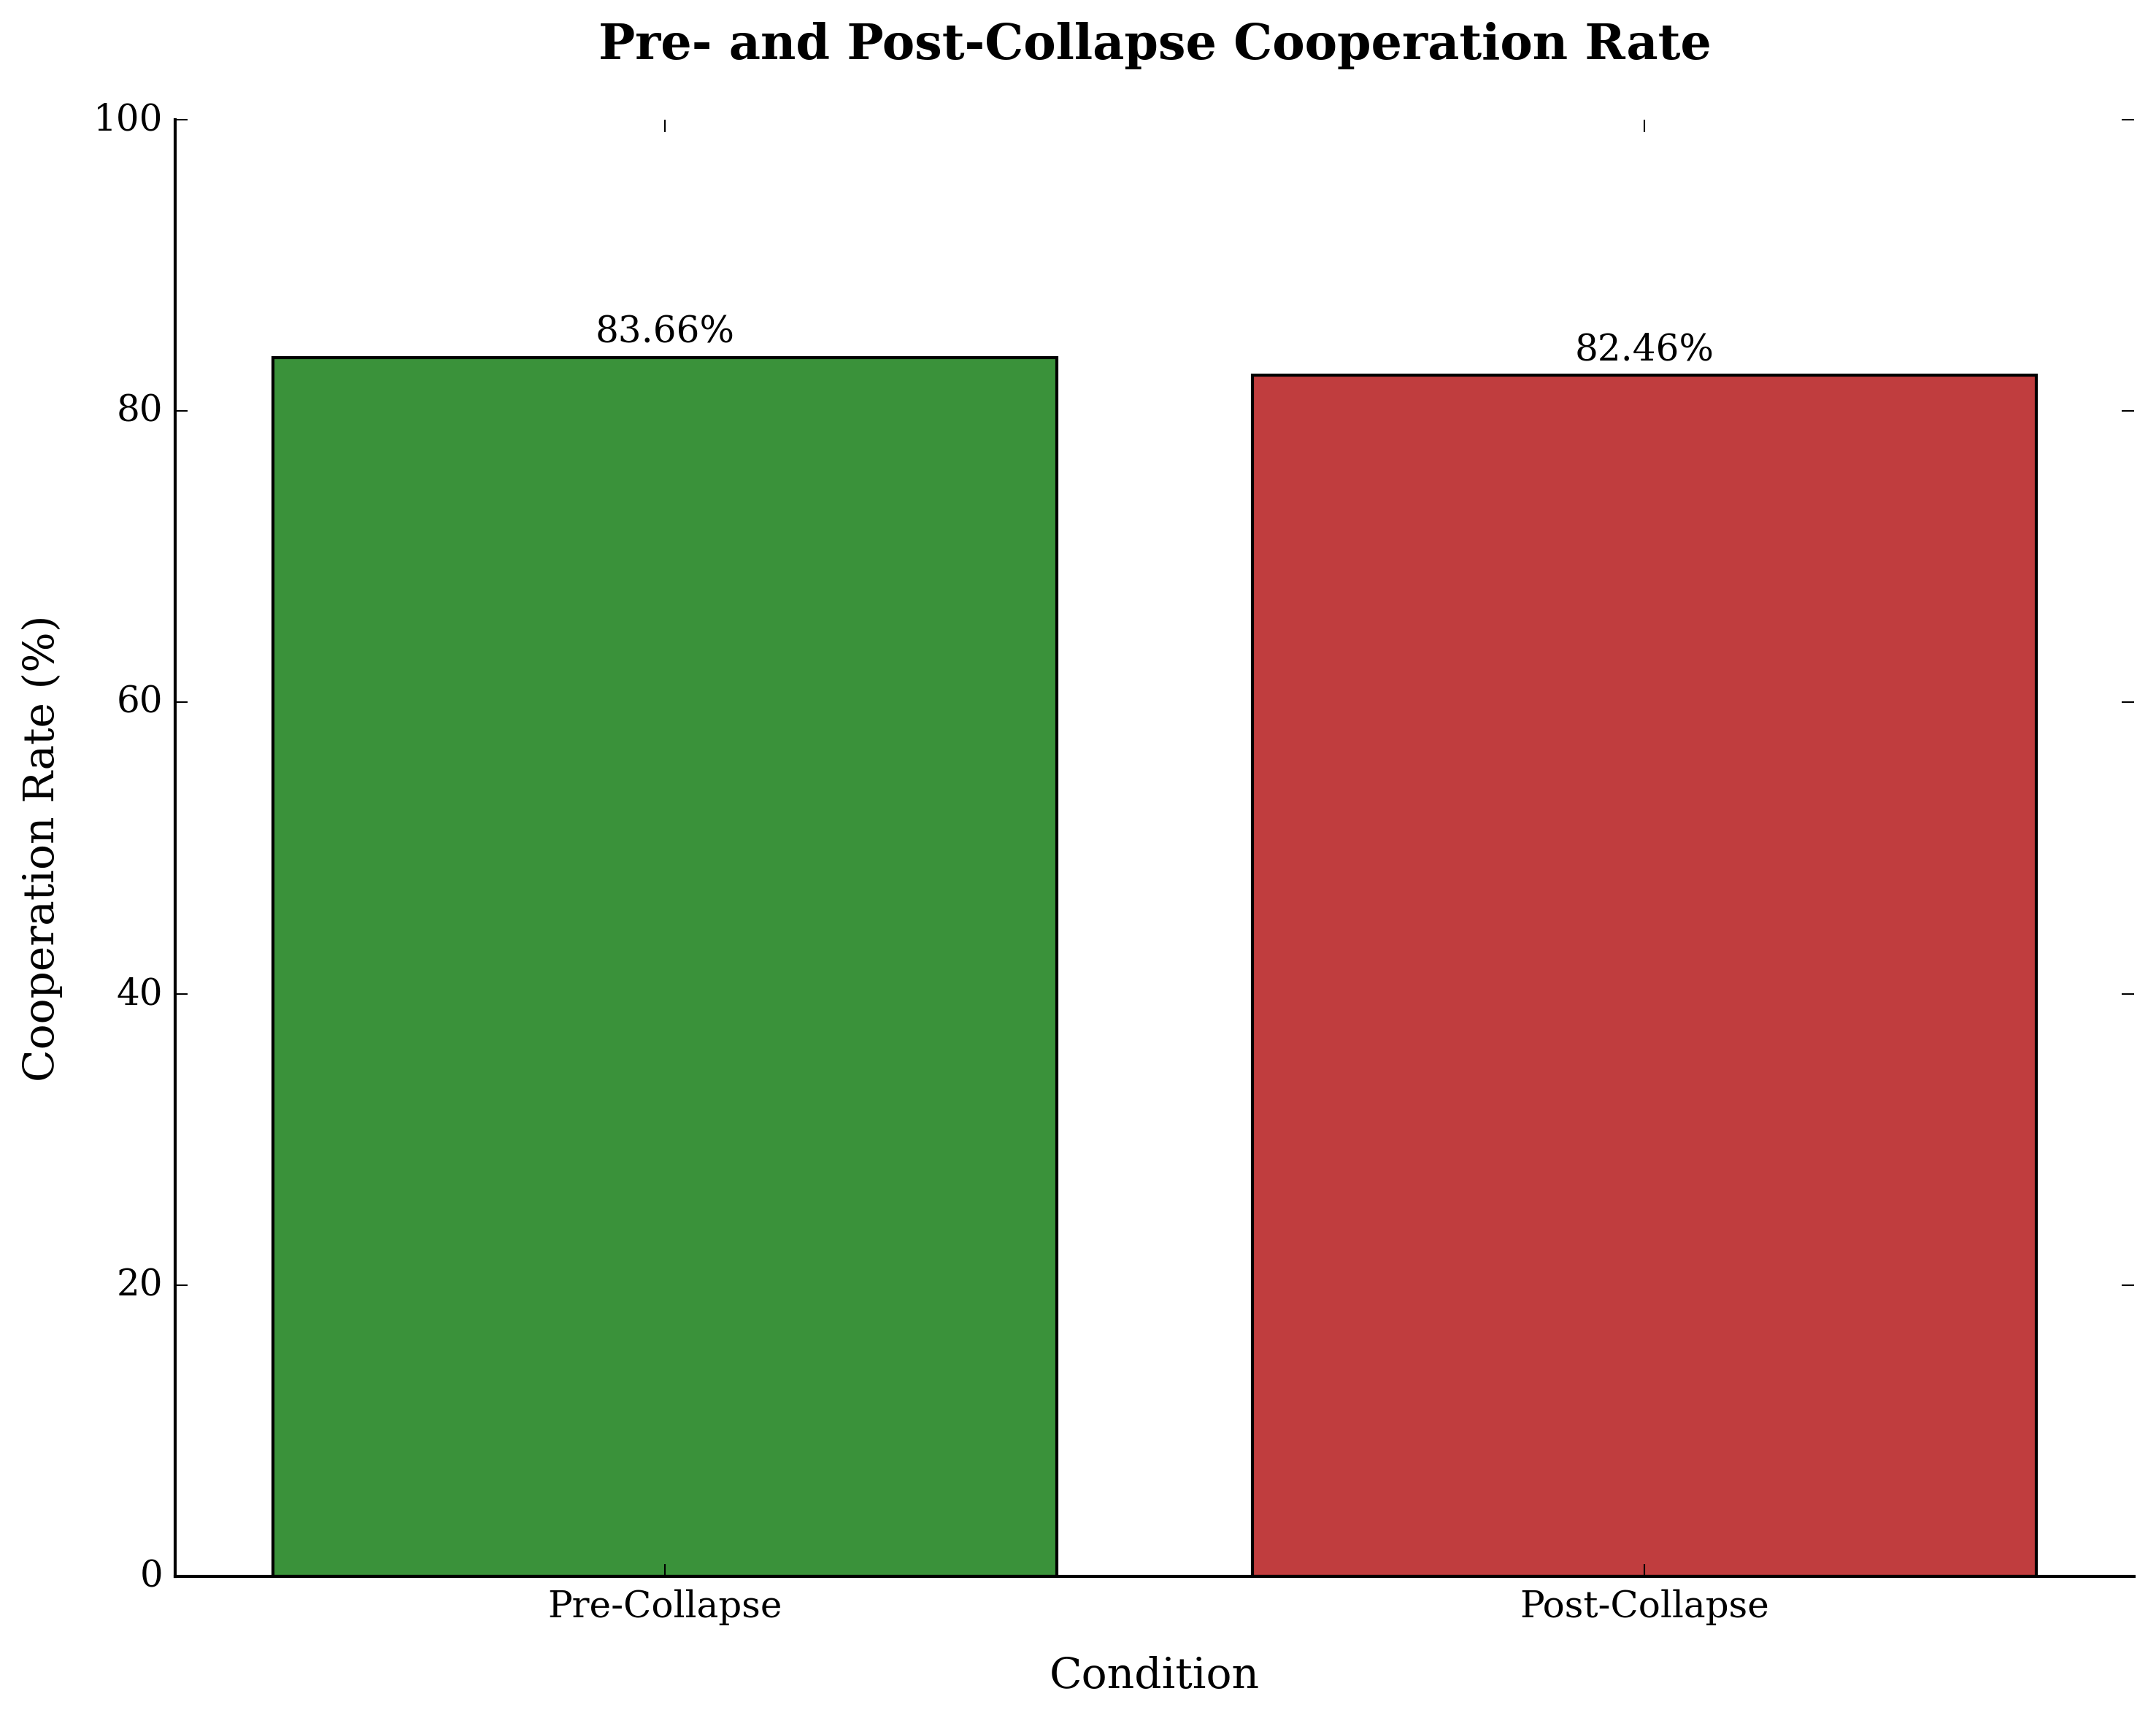 Pre- and Post-Collapse Cooperation Rate
100
80
60
40
20
0
Cooperation Rate (%)
83.66%
82.46%
Pre-Collapse
Post-Collapse
Condition